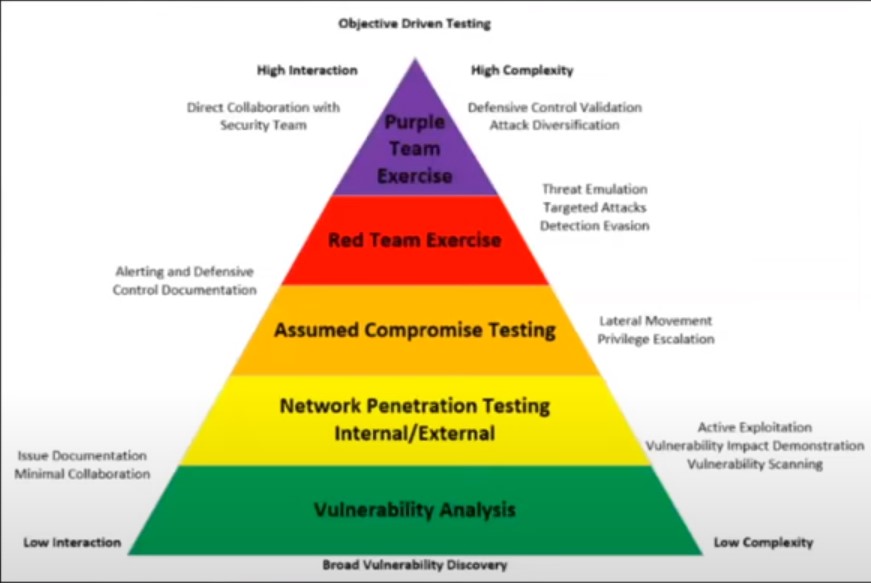 Objective Driven Testing
High Interaction
High Complexity
Direct Collaboration with
Security Team
Defensive Control Validation
Attack Diversification
Purple
Team
Exercise
Threat Emulation
Targeted Attacks
Detection Evasion
Red Team Exercise
Alerting and Defensive
Control Documentation
Assumed Compromise Testing
Lateral Movement
Privilege Escalation
Network Penetration Testing
Internal/External
Active Exploitation
Vulnerability Impact Demonstration
Vulnerability Scanning
Issue Documentation
Minimal Collaboration
Vulnerability Analysis
Low Interaction
Low Complexity
Broad Vulnerability Discovery